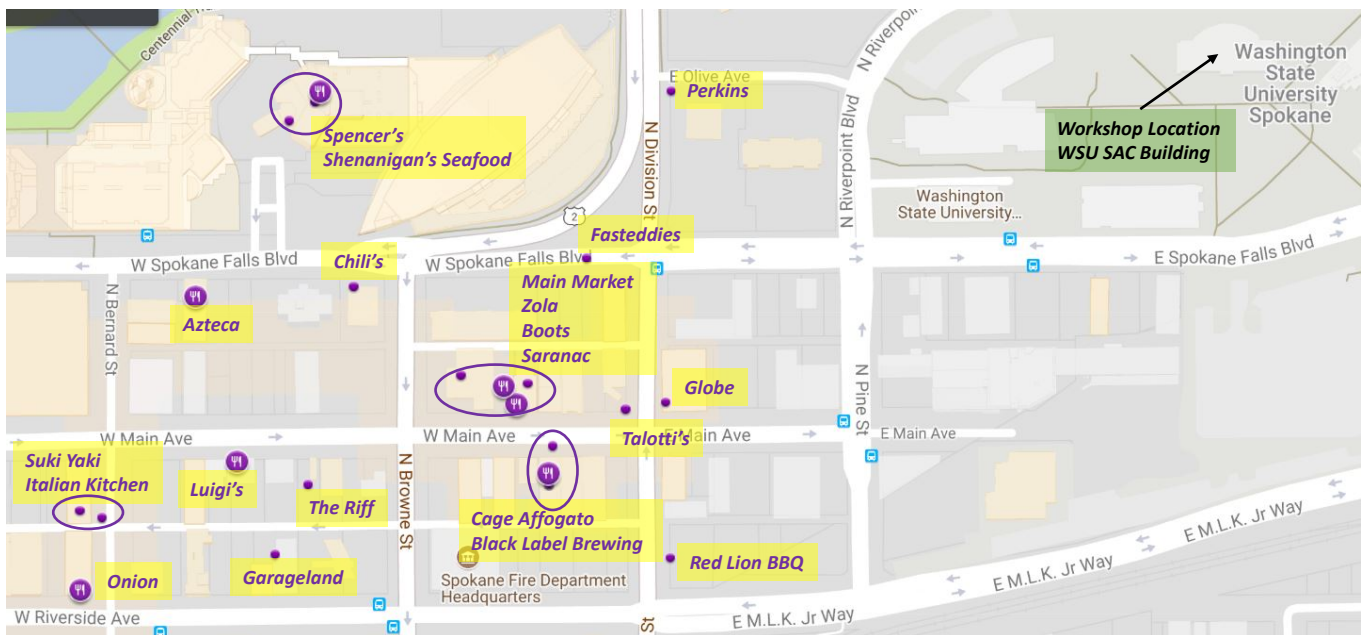 Centennial
E Olive Ave
N Riverpoint Blvd
Washington
State
University
Spokane
Perkins
Spencer's
Shenanigan's Seafood
Workshop Location
WSU SAC Building
N Division St
N Riverpoint Blvd
Washington
State University...
2
Fasteddies
W Spokane Falls Blvd
Chili's
W Spokane Falls Blvd
E Spokane Falls Blvd
Main Market
Zola
Boots
Saranac
Azteca
N Bernard St
Globe
N Pine St
Talotti's
W Main Ave
W Main Ave
E Main Ave
E Main Ave
Suki Yaki
Italian Kitchen
Luigi's
The Riff
N Browne St
Cage Affogato
Black Label Brewing
Onion
Garageland
Spokane Fire Department
Headquarters
Red Lion BBQ
E M.L.K. Jr Way
E M.L.K. Jr Way
E M.L.K. Jr Way
W Riverside Ave
St